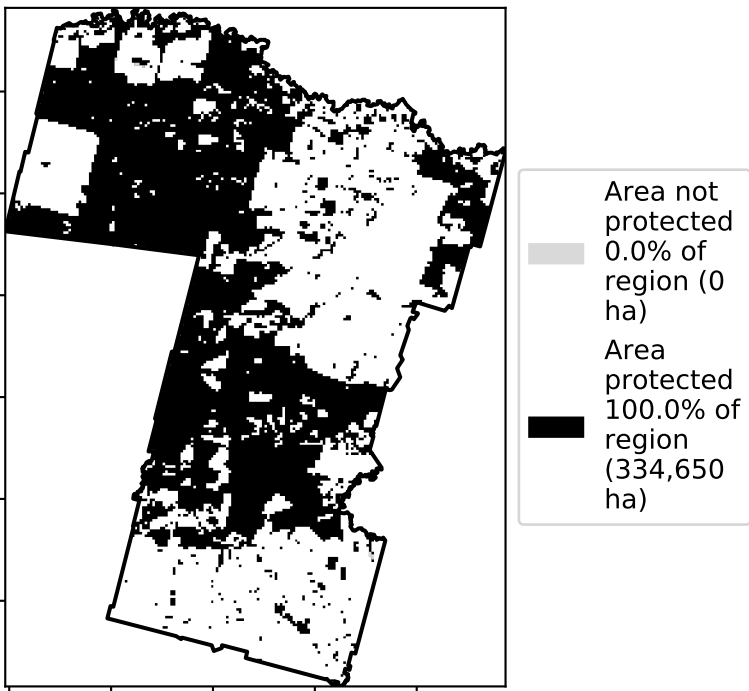 Area not
protected
0.0% of
region (0
ha)
Area
protected
100.0% of
region
(334,650
ha)